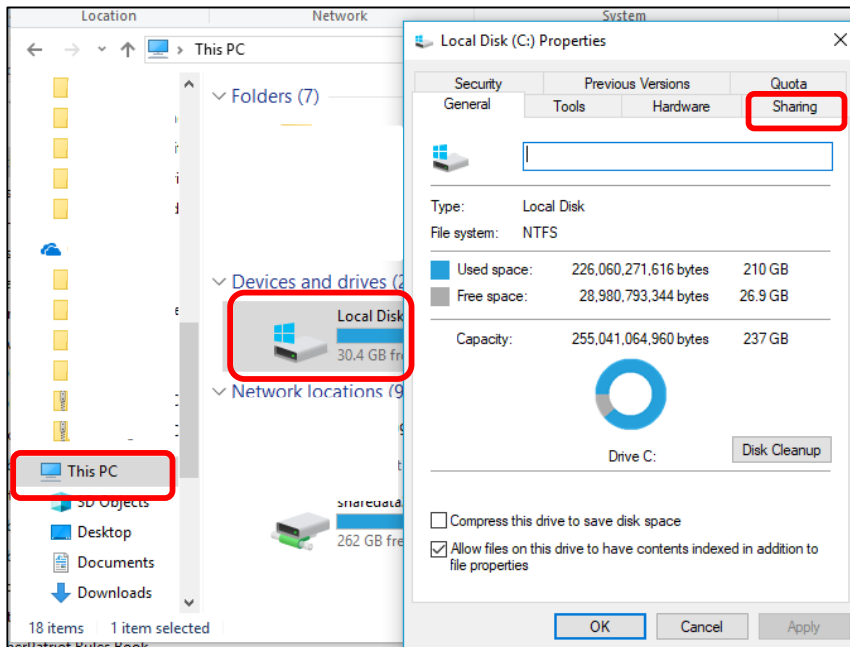 Location Network System
This PC
Folders (7)
Devices and drives (2
Local Disk
30.4 GB fr
Network locations (9
This PC
3D Objects
sharedata
Desktop
262 GB fre
Documents
Downloads
18 items 1 item selected
Local Disk (C:) Properties
Security Previous Versions Quota
General Tools Hardware Sharing
Type: Local Disk
File system: NTFS
Used space: 226,060,271,616 bytes 210 GB
Free space: 28,980,793,344 bytes 26.9 GB
Capacity: 255,041,064,960 bytes 237 GB
Drive C:
Disk Cleanup
Compress this drive to save disk space
Allow files on this drive to have contents indexed in addition to
file properties
OK Cancel Apply